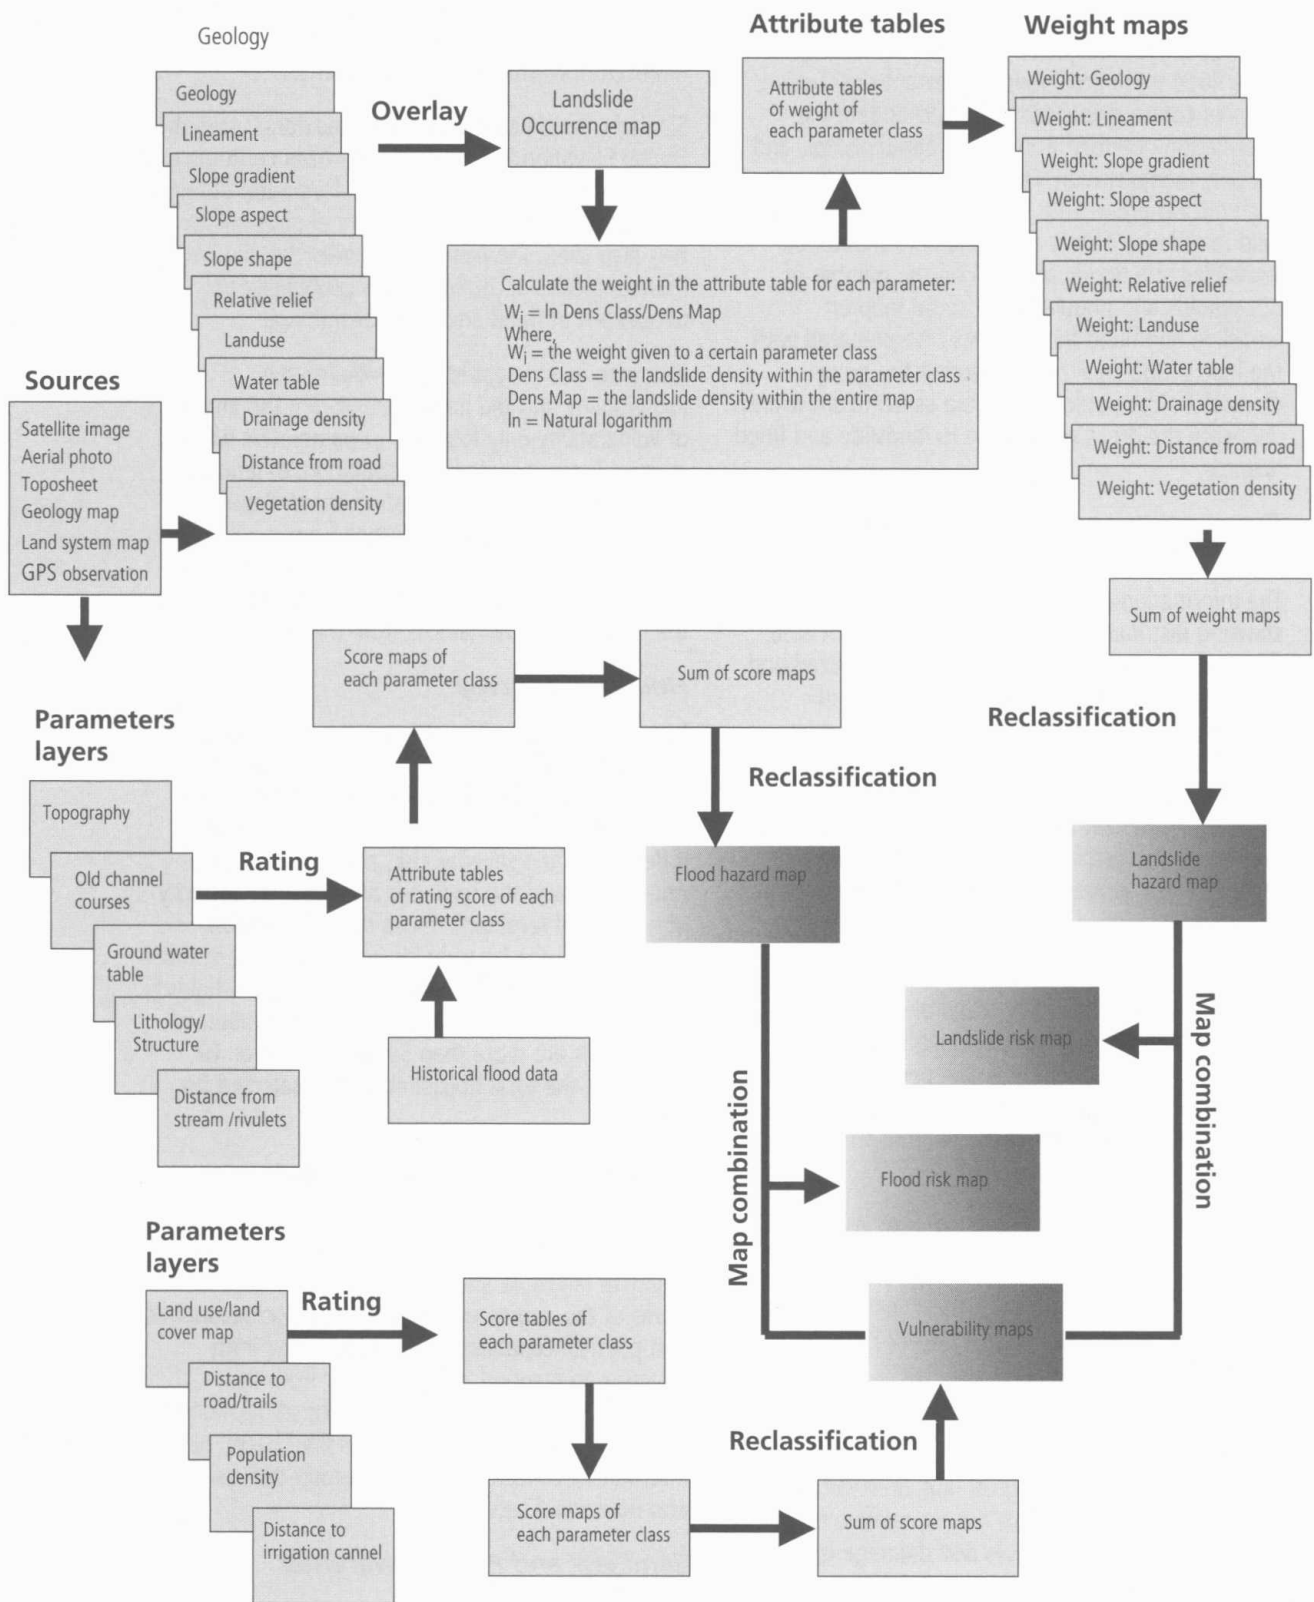 Geology
Geology
Lineament
Slope gradient
Slope aspect
Slope shape
Relative relief
Landuse
Water table
Drainage density
Distance from road
Vegetation density
Overlay
Landslide
Occurrence map
Attribute tables
Attribute tables
of weight of
each parameter class
Weight maps
Weight: Geology
Weight: Lineament
Weight: Slope gradient
Weight: Slope aspect
Weight: Slope shape
Weight: Relative relief
Weight: Landuse
Weight: Water table
Weight: Drainage density
Weight: Distance from road
Weight: Vegetation density
Calculate the weight in the attribute table for each parameter:
Wi = ln Dens Class/Dens Map
Where,
Wi = the weight given to a certain parameter class
Dens Class = the landslide density within the parameter class
Dens Map = the landslide density within the entire map
ln = Natural logarithm
Sources
Satellite image
Aerial photo
Toposheet
Geology map
Land system map
GPS observation
Sum of weight maps
Reclassification
Landslide
hazard map
Score maps of
each parameter class
Sum of score maps
Reclassification
Flood hazard map
Parameters
layers
Topography
Old channel
courses
Ground water
table
Lithology/
Structure
Distance from
stream /rivulets
Rating
Attribute tables
of rating score of each
parameter class
Historical flood data
Landslide risk map
Map combination
Flood risk map
Map combination
Vulnerability maps
Parameters
layers
Land use/land
cover map
Distance to
road/trails
Population
density
Distance to
irrigation cannel
Rating
Score tables of
each parameter class
Score maps of
each parameter class
Reclassification
Sum of score maps